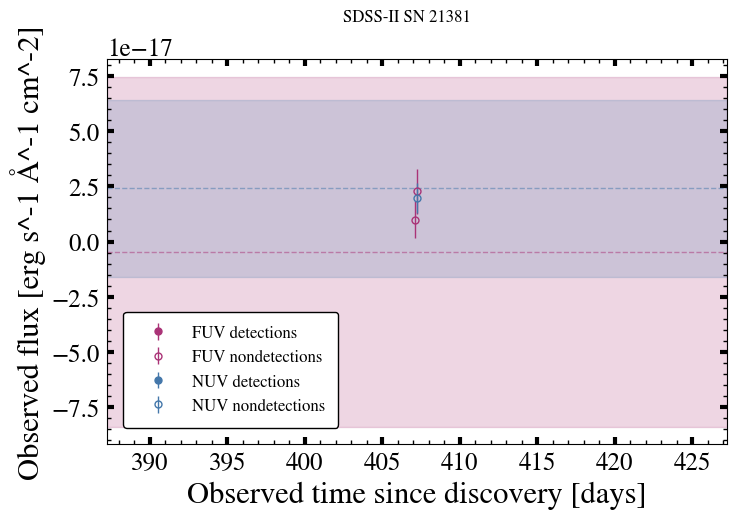 SDSS-II SN 21381
1e−17
7.5
5.0
2.5
0.0
−2.5
−5.0
−7.5
Observed flux [erg s^-1 Å^-1 cm^-2]
FUV detections
FUV nondetections
NUV detections
NUV nondetections
390 395 400 405 410 415 420 425
Observed time since discovery [days]